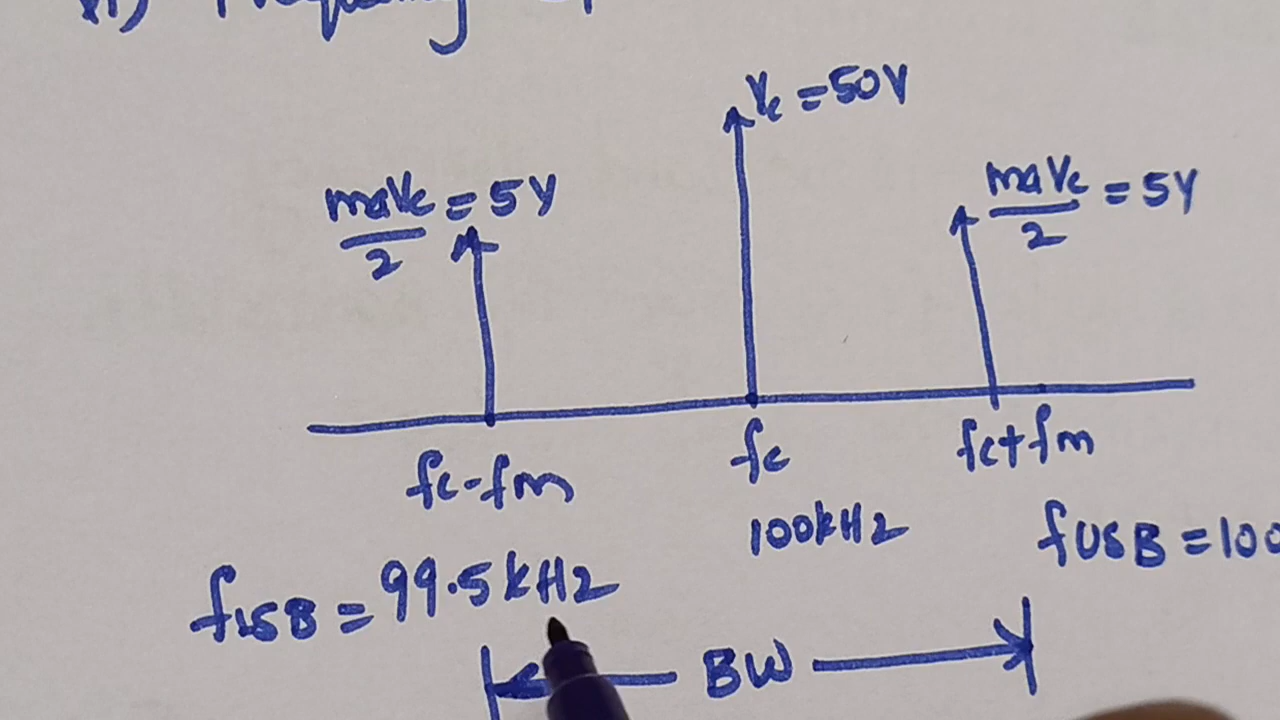 Vc = 50V
maVc/2 = 5V
maVc/2 = 5V
fc-fm
fc
fc+fm
100kHz
fUSB = 100
fLSB = 99.5kHz
BW